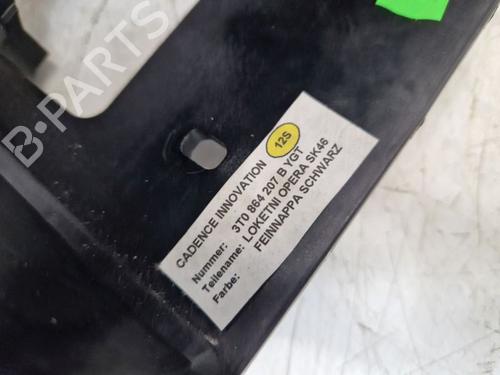 CADENCE INNOVATION
12S
Nummer: 3T0 864 207 B YGT
Teilename: LOKETNI OPERA SK46
Farbe: FEINNAPPA SCHWARZ
B-PARTS